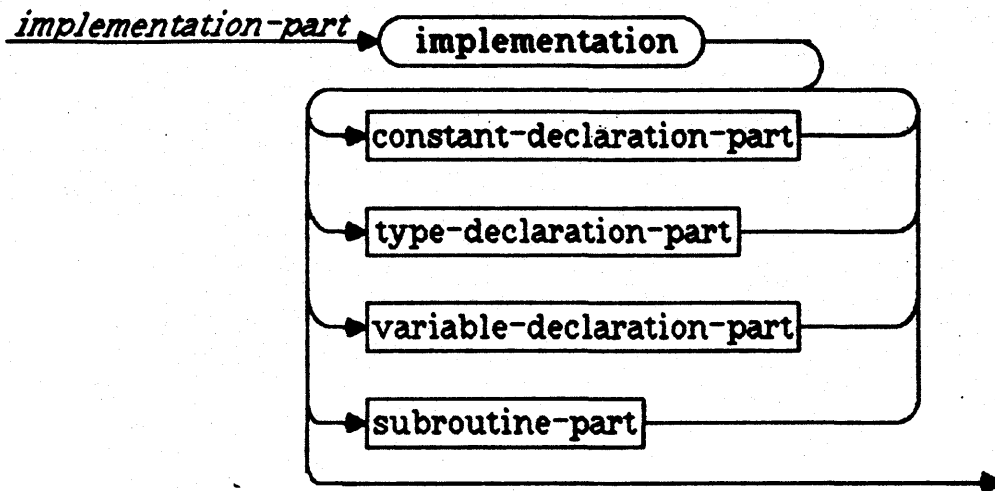 implementation-part
implementation
constant-declaration-part
type-declaration-part
variable-declaration-part
subroutine-part